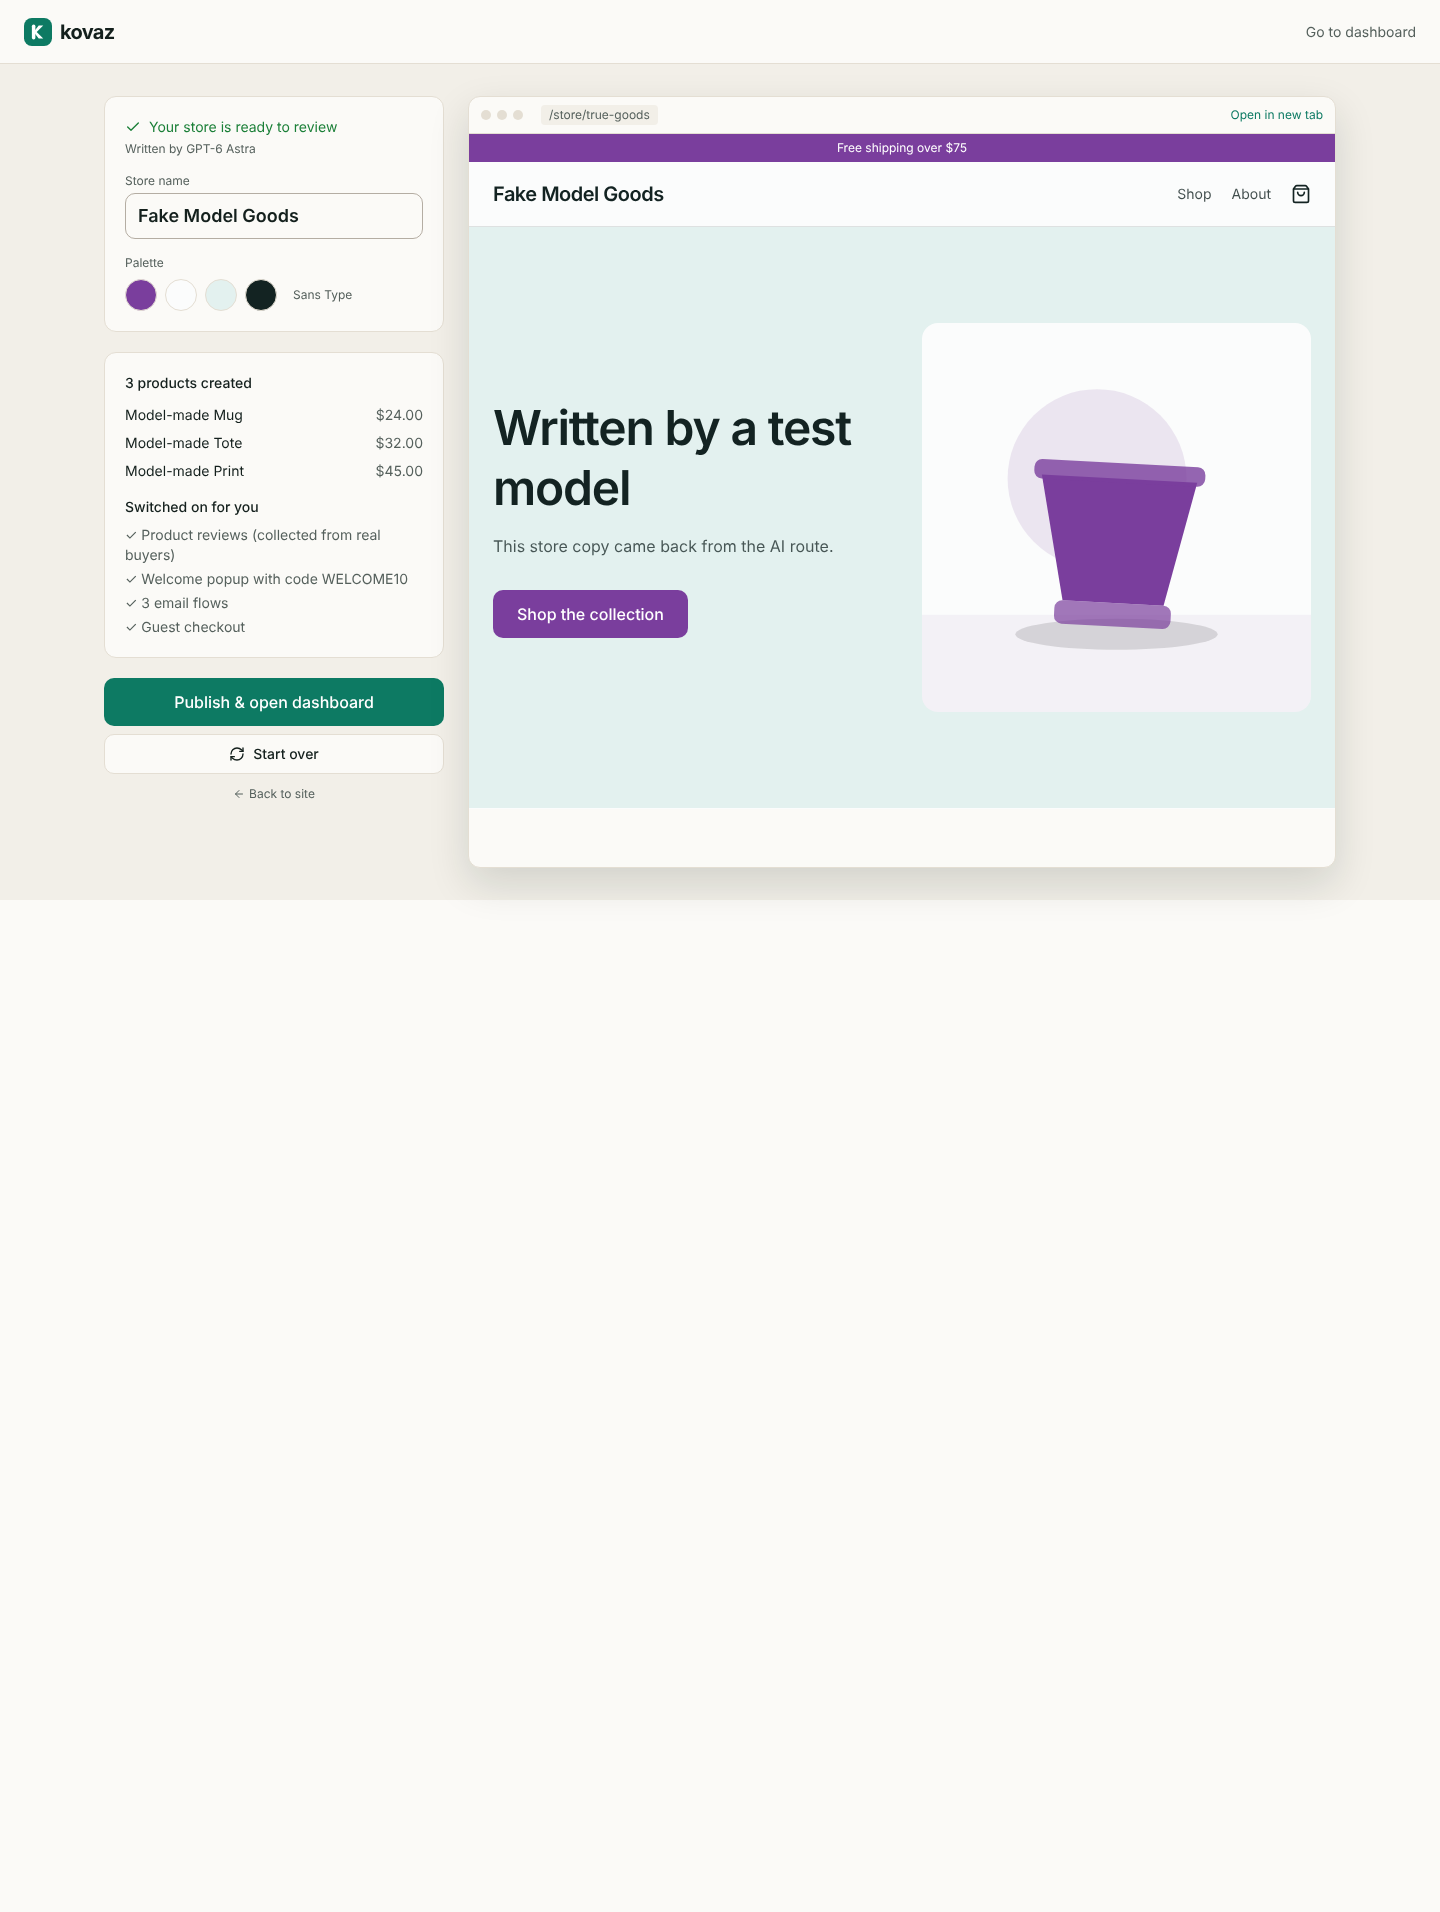 kovaz
Go to dashboard
Your store is ready to review
Written by GPT-6 Astra
Store name
Fake Model Goods
Palette
Sans Type
3 products created
Model-made Mug $24.00
Model-made Tote $32.00
Model-made Print $45.00
Switched on for you
✓ Product reviews (collected from real
buyers)
✓ Welcome popup with code WELCOME10
✓ 3 email flows
✓ Guest checkout
Publish & open dashboard
Start over
← Back to site
/store/true-goods
Open in new tab
Free shipping over $75
Fake Model Goods
Shop
About
Written by a test
model
This store copy came back from the AI route.
Shop the collection